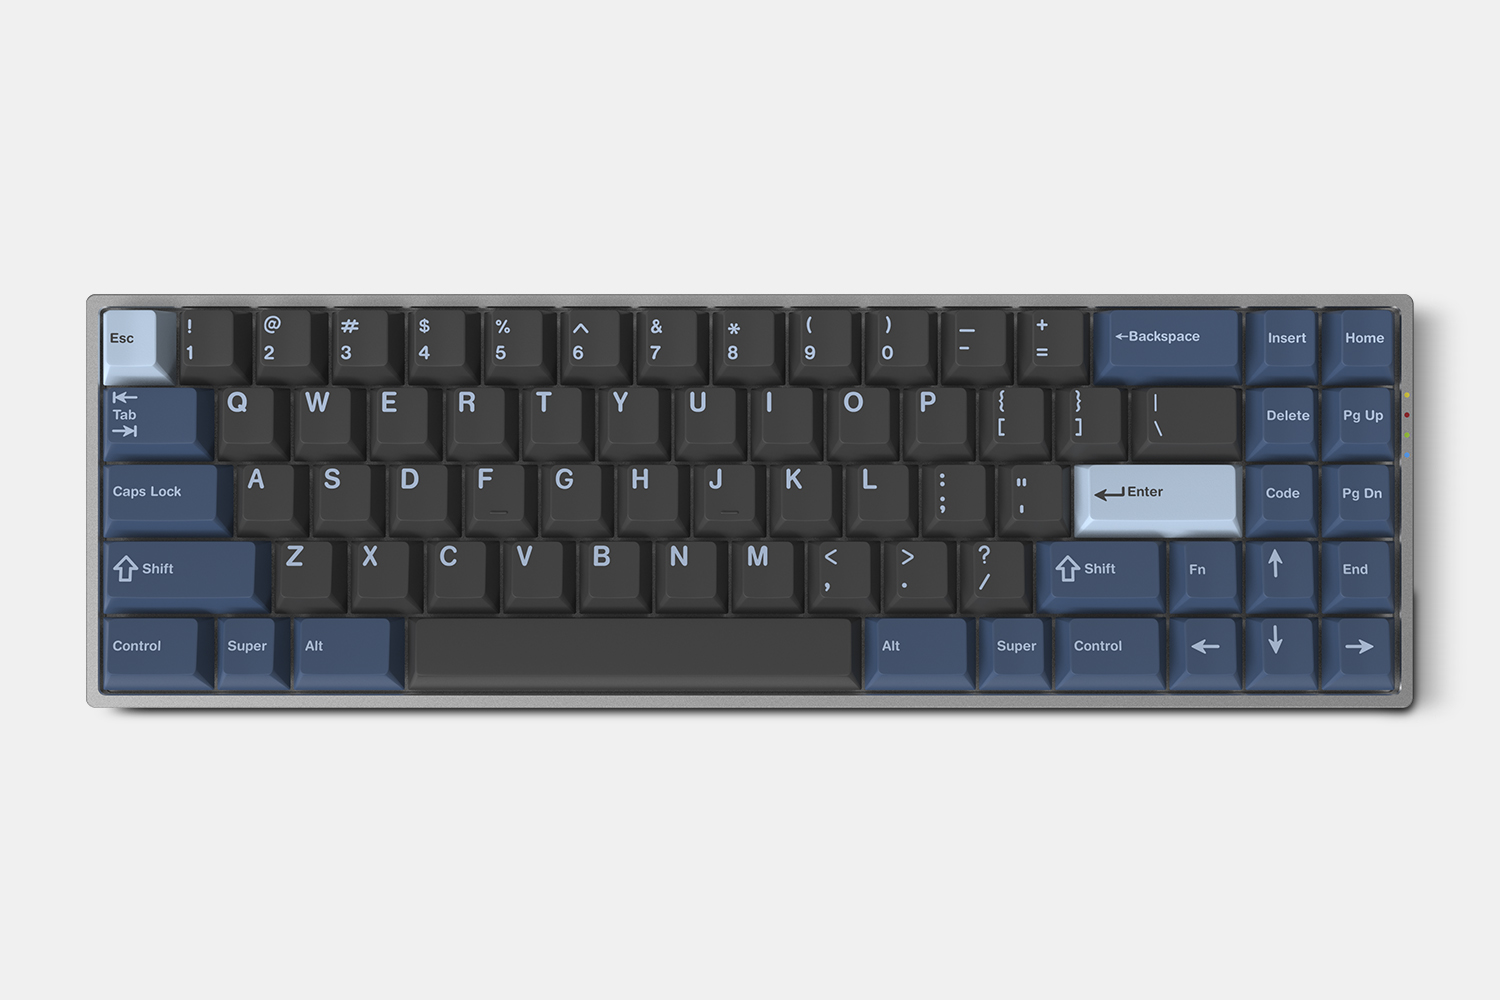 Esc ! @ # $ % ^ & * ( ) — + ←Backspace Insert Home
1 2 3 4 5 6 7 8 9 0 - =
⇤ Q W E R T Y U I O P { } | Delete Pg Up
Tab
⇥ [ ] \
Caps Lock A S D F G H J K L : " ↵Enter Code Pg Dn
; '
⇧ Shift Z X C V B N M < > ? ⇧ Shift Fn ↑ End
, . /
Control Super Alt Alt Super Control ← ↓ →